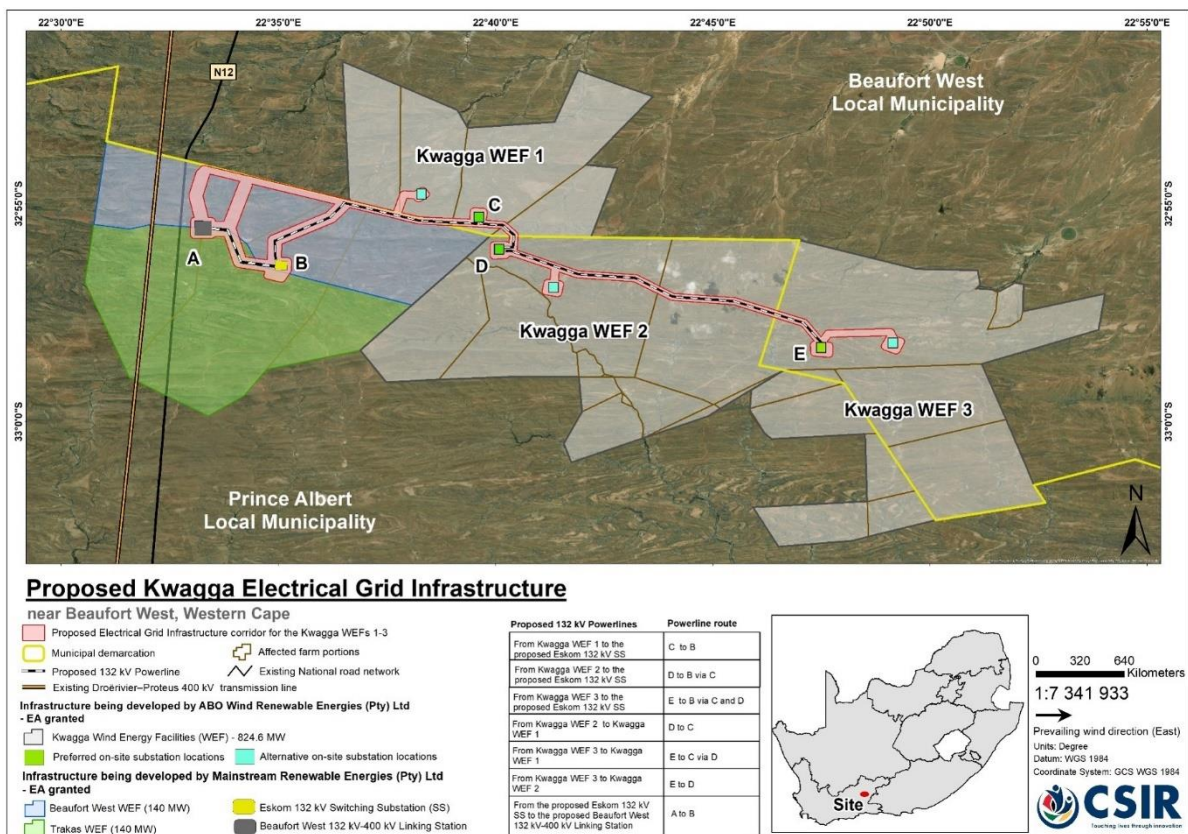 22°30'0"E 22°35'0"E 22°40'0"E 22°45'0"E 22°50'0"E 22°55'0"E
N12
Beaufort West
Local Municipality
Kwagga WEF 1
32°55'0"S
32°55'0"S
C
A
B
D
Kwagga WEF 2
E
Kwagga WEF 3
33°0'0"S
33°0'0"S
Prince Albert
Local Municipality
N
Proposed Kwagga Electrical Grid Infrastructure
near Beaufort West, Western Cape
Proposed Electrical Grid Infrastructure corridor for the Kwagga WEFs 1-3
Municipal demarcation
Affected farm portions
Proposed 132 kV Powerline
Existing National road network
Existing Droërivier–Proteus 400 kV transmission line
Infrastructure being developed by ABO Wind Renewable Energies (Pty) Ltd
- EA granted
Kwagga Wind Energy Facilities (WEF) - 824.6 MW
Preferred on-site substation locations
Alternative on-site substation locations
Infrastructure being developed by Mainstream Renewable Energies (Pty) Ltd
- EA granted
Beaufort West WEF (140 MW)
Eskom 132 kV Switching Substation (SS)
Trakas WEF (140 MW)
Beaufort West 132 kV-400 kV Linking Station
Proposed 132 kV Powerlines
Powerline route
From Kwagga WEF 1 to the
proposed Eskom 132 kV SS
C to B
From Kwagga WEF 2 to the
proposed Eskom 132 kV SS
D to B via C
From Kwagga WEF 3 to the
proposed Eskom 132 kV SS
E to B via C and D
From Kwagga WEF 2 to Kwagga
WEF 1
D to C
From Kwagga WEF 3 to Kwagga
WEF 1
E to C via D
From Kwagga WEF 3 to Kwagga
WEF 2
E to D
From the proposed Eskom 132 kV
SS to the proposed Beaufort West
132 kV-400 kV Linking Station
A to B
Site
0 320 640
Kilometers
1:7 341 933
Prevailing wind direction (East)
Units: Degree
Datum: WGS 1984
Coordinate System: GCS WGS 1984
CSIR
Touching lives through innovation